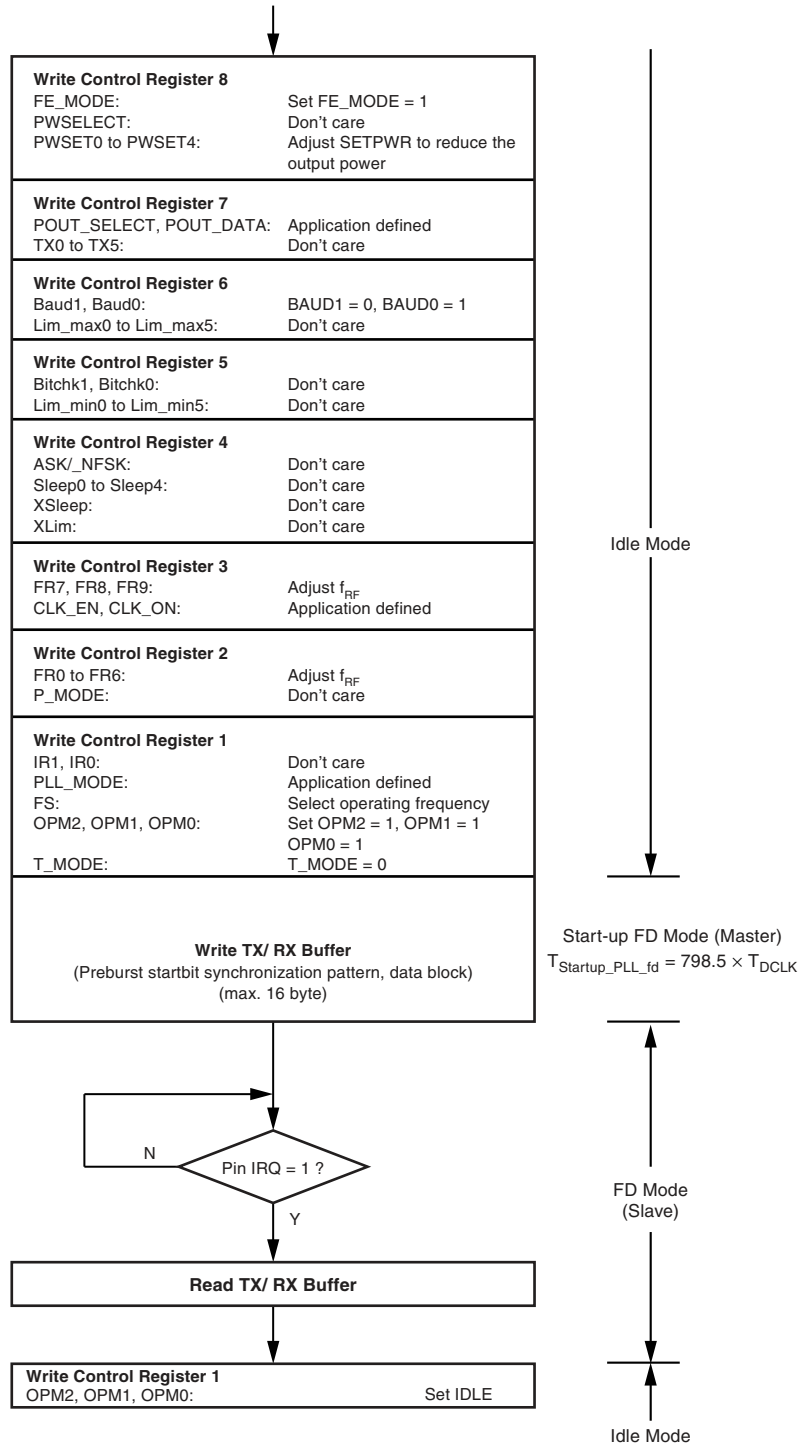 Write Control Register 8
FE_MODE: Set FE_MODE = 1
PWSELECT: Don't care
PWSET0 to PWSET4: Adjust SETPWR to reduce the
output power
Write Control Register 7
POUT_SELECT, POUT_DATA: Application defined
TX0 to TX5: Don't care
Write Control Register 6
Baud1, Baud0: BAUD1 = 0, BAUD0 = 1
Lim_max0 to Lim_max5: Don't care
Write Control Register 5
Bitchk1, Bitchk0: Don't care
Lim_min0 to Lim_min5: Don't care
Write Control Register 4
ASK/_NFSK: Don't care
Sleep0 to Sleep4: Don't care
XSleep: Don't care
XLim: Don't care
Idle Mode
Write Control Register 3
FR7, FR8, FR9: Adjust fRF
CLK_EN, CLK_ON: Application defined
Write Control Register 2
FR0 to FR6: Adjust fRF
P_MODE: Don't care
Write Control Register 1
IR1, IR0: Don't care
PLL_MODE: Application defined
FS: Select operating frequency
OPM2, OPM1, OPM0: Set OPM2 = 1, OPM1 = 1
OPM0 = 1
T_MODE: T_MODE = 0
Write TX/ RX Buffer
(Preburst startbit synchronization pattern, data block)
(max. 16 byte)
Start-up FD Mode (Master)
TStartup_PLL_fd = 798.5 × TDCLK
N
Pin IRQ = 1 ?
Y
FD Mode
(Slave)
Read TX/ RX Buffer
Write Control Register 1
OPM2, OPM1, OPM0: Set IDLE
Idle Mode